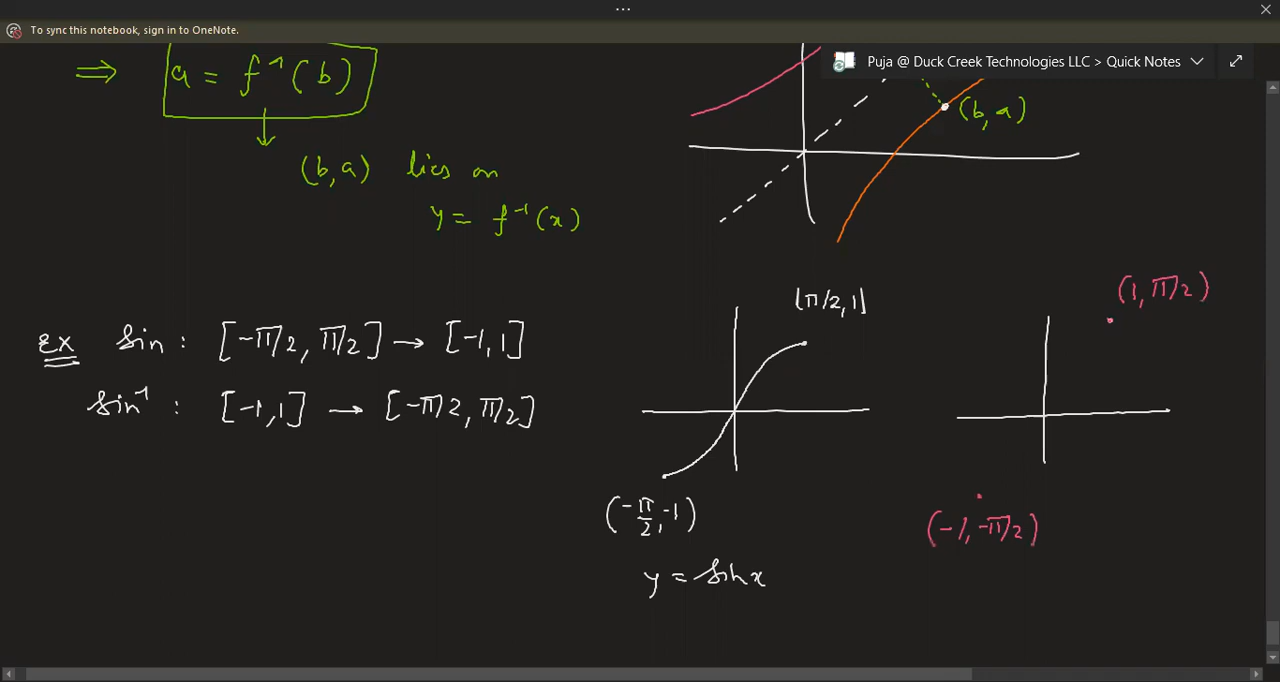 To sync this notebook, sign in to OneNote.
Puja @ Duck Creek Technologies LLC > Quick Notes
⇒ a = f⁻¹(b)
(b, a) lies on
y = f⁻¹(x)
(b, a)
Ex sin : [-π/2, π/2] → [-1, 1]
sin⁻¹ : [-1, 1] → [-π/2, π/2]
(π/2, 1]
(-π/2, -1)
y = sin x
(1, π/2)
(-1, -π/2)